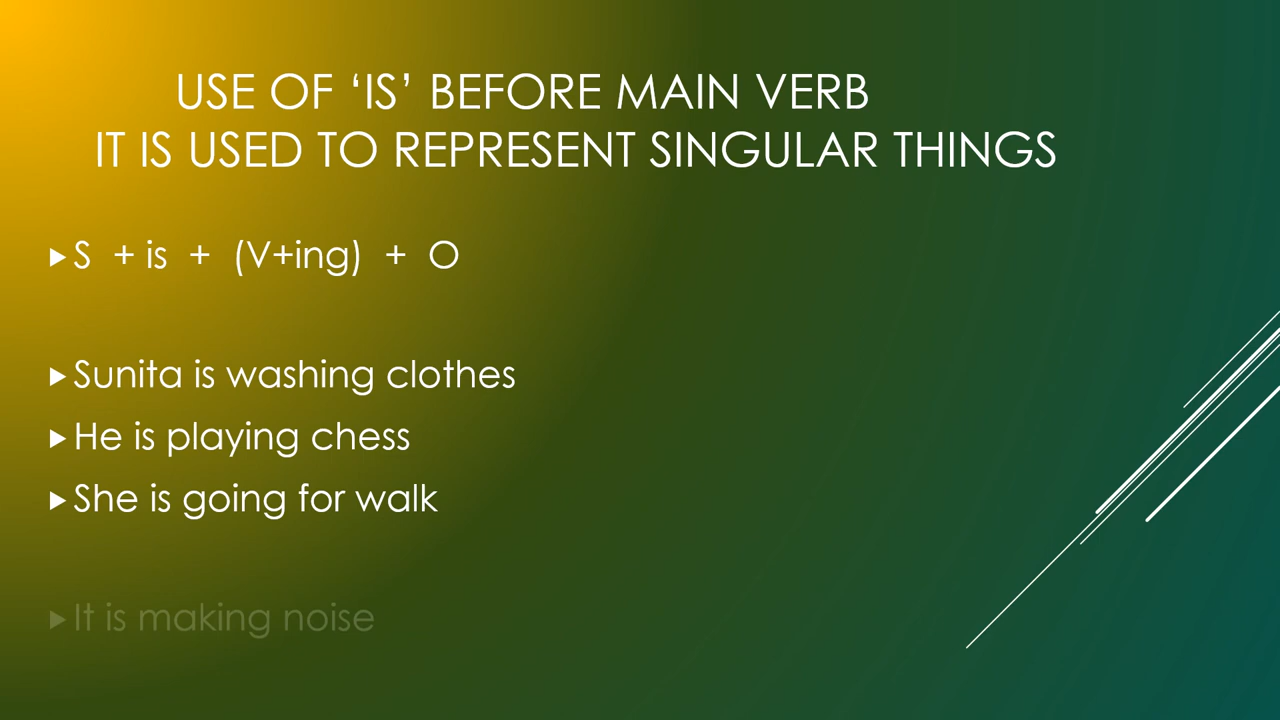 USE OF ‘IS’ BEFORE MAIN VERB
IT IS USED TO REPRESENT SINGULAR THINGS
S + is + (V+ing) + O
Sunita is washing clothes
He is playing chess
She is going for walk
It is making noise